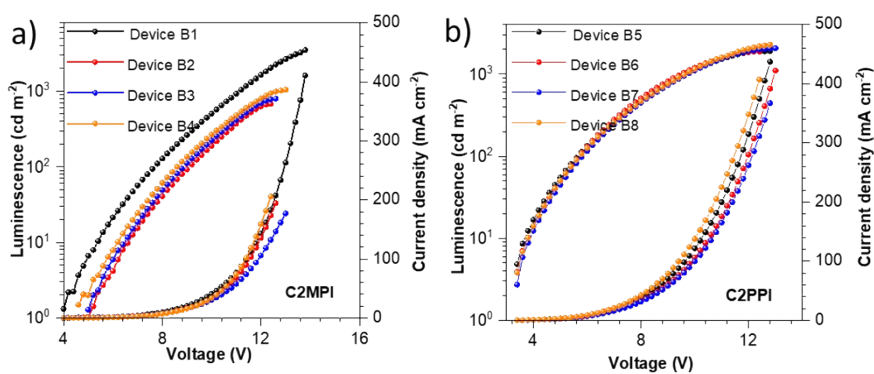 a)
Device B1
Device B2
Device B3
Device B4
C2MPI
Luminescence (cd m⁻²)
10³
10²
10¹
10⁰
4
8
12
16
Voltage (V)
500
400
300
200
100
0
Current density (mA cm⁻²)
b)
Device B5
Device B6
Device B7
Device B8
C2PPI
Luminescence (cd m⁻²)
10³
10²
10¹
10⁰
4
8
12
Voltage (V)
500
400
300
200
100
0
Current density (mA cm⁻²)